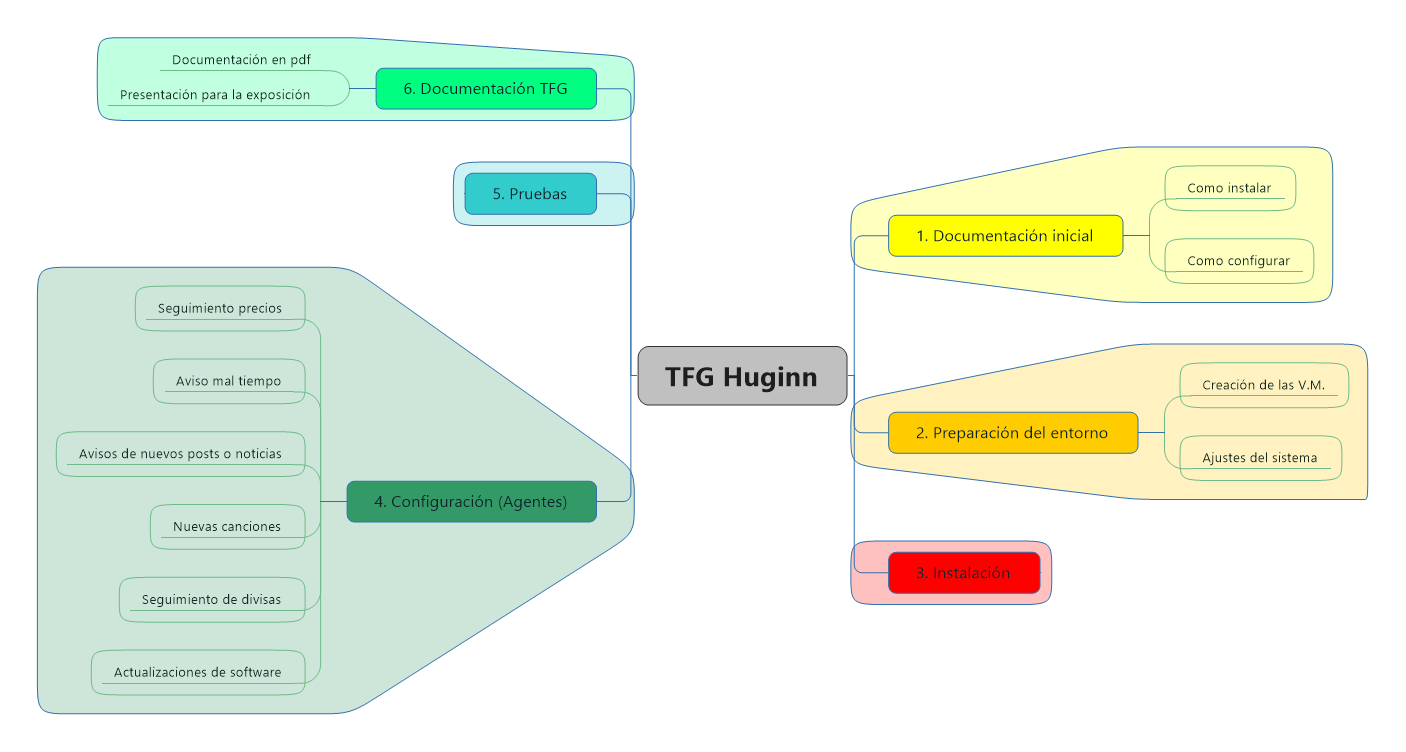 TFG Huginn
1. Documentación inicial
Como instalar
Como configurar
2. Preparación del entorno
Creación de las V.M.
Ajustes del sistema
3. Instalación
4. Configuración (Agentes)
Seguimiento precios
Aviso mal tiempo
Avisos de nuevos posts o noticias
Nuevas canciones
Seguimiento de divisas
Actualizaciones de software
5. Pruebas
6. Documentación TFG
Documentación en pdf
Presentación para la exposición